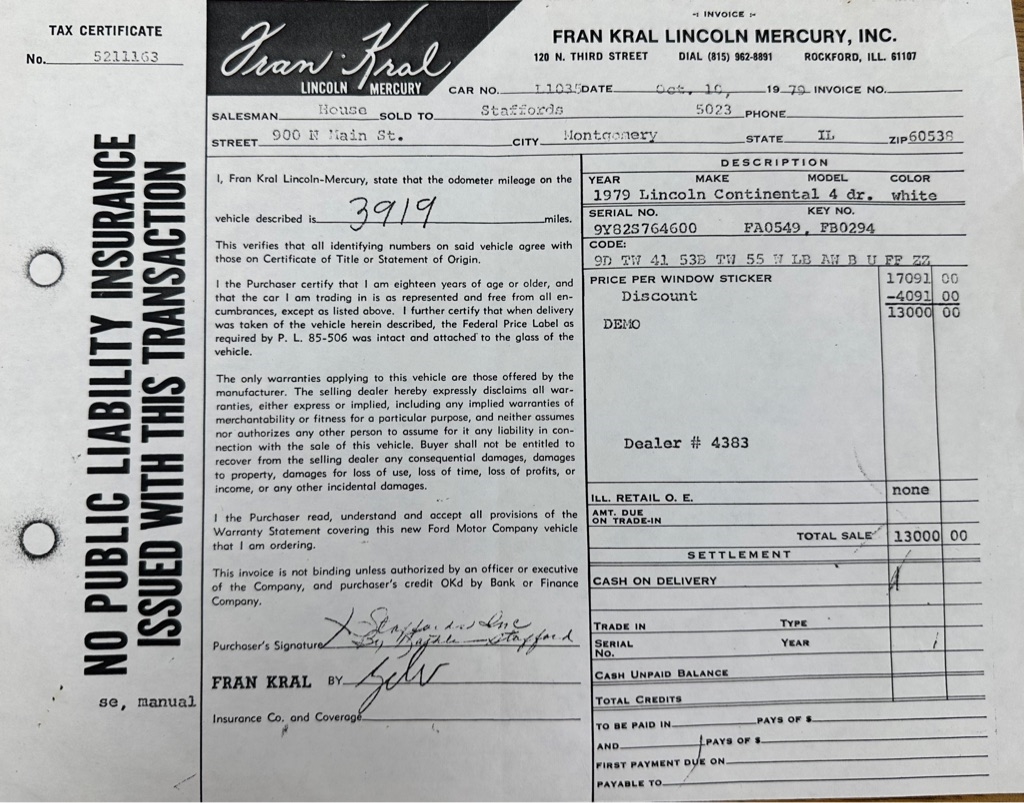 TAX CERTIFICATE
No. 5211163
NO PUBLIC LIABILITY INSURANCE
ISSUED WITH THIS TRANSACTION
se, manual
Fran Kral
LINCOLN MERCURY
INVOICE
FRAN KRAL LINCOLN MERCURY, INC.
120 N. THIRD STREET DIAL (815) 962-8891 ROCKFORD, ILL. 61107
CAR NO. L1035 DATE Oct. 10, 19 79 INVOICE NO.
SALESMAN House SOLD TO Staffords 5023 PHONE
STREET 900 N Main St. CITY Montgomery STATE IL ZIP 60538
I, Fran Kral Lincoln-Mercury, state that the odometer mileage on the
vehicle described is 3919 miles.
This verifies that all identifying numbers on said vehicle agree with
those on Certificate of Title or Statement of Origin.
I the Purchaser certify that I am eighteen years of age or older, and
that the car I am trading in is as represented and free from all en-
cumbrances, except as listed above. I further certify that when delivery
was taken of the vehicle herein described, the Federal Price Label as
required by P. L. 85-506 was intact and attached to the glass of the
vehicle.
The only warranties applying to this vehicle are those offered by the
manufacturer. The selling dealer hereby expressly disclaims all war-
ranties, either express or implied, including any implied warranties of
merchantability or fitness for a particular purpose, and neither assumes
nor authorizes any other person to assume for it any liability in con-
nection with the sale of this vehicle. Buyer shall not be entitled to
recover from the selling dealer any consequential damages, damages
to property, damages for loss of use, loss of time, loss of profits, or
income, or any other incidental damages.
I the Purchaser read, understand and accept all provisions of the
Warranty Statement covering this new Ford Motor Company vehicle
that I am ordering.
This invoice is not binding unless authorized by an officer or executive
of the Company, and purchaser's credit OKd by Bank or Finance
Company.
X Staffords Inc
Purchaser's Signature By Stafford
FRAN KRAL BY
Insurance Co. and Coverage
DESCRIPTION
YEAR MAKE MODEL COLOR
1979 Lincoln Continental 4 dr. white
SERIAL NO. KEY NO.
9Y82S764600 FA0549, FB0294
CODE:
9D TW 41 53B TW 55 W LB AW B U FF ZZ
PRICE PER WINDOW STICKER 17091 00
Discount -4091 00
13000 00
DEMO
Dealer # 4383
ILL. RETAIL O. E. none
AMT. DUE
ON TRADE-IN
TOTAL SALE 13000 00
SETTLEMENT
CASH ON DELIVERY
TRADE IN TYPE
SERIAL YEAR
No.
CASH UNPAID BALANCE
TOTAL CREDITS
TO BE PAID IN PAYS OF $
AND PAYS OF $
FIRST PAYMENT DUE ON
PAYABLE TO